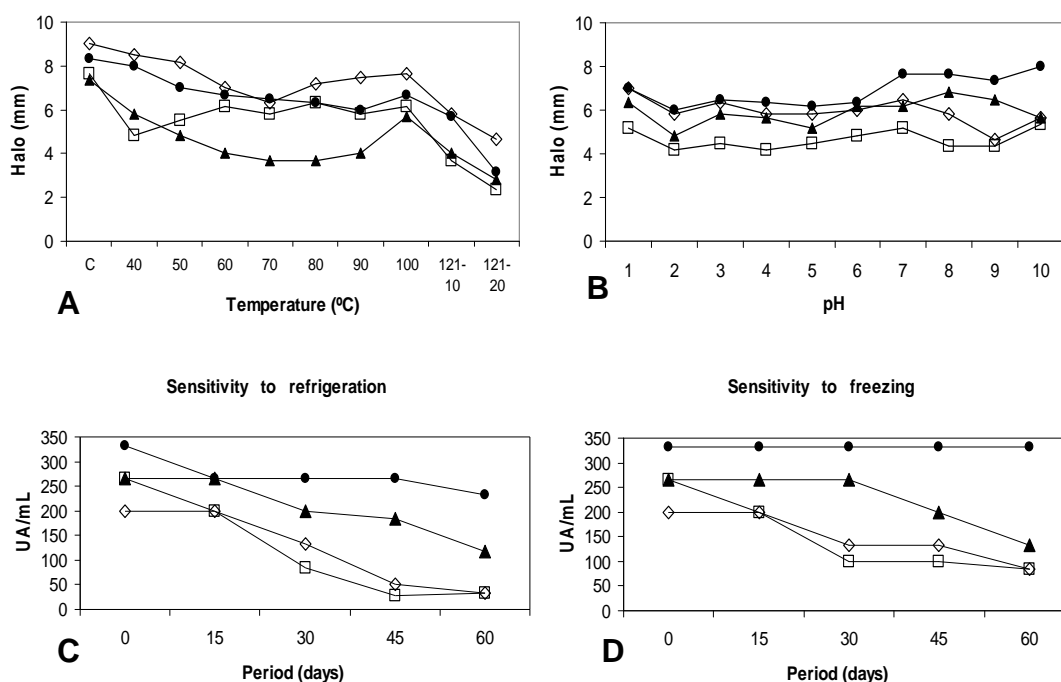 10
8
6
4
2
0
Halo (mm)
C 40 50 60 70 80 90 100 121-10 121-20
A
Temperature (ºC)
10
8
6
4
2
0
Halo (mm)
1 2 3 4 5 6 7 8 9 10
B
pH
Sensitivity to refrigeration
350
300
250
200
150
100
50
0
UA/mL
0 15 30 45 60
C
Period (days)
Sensitivity to freezing
350
300
250
200
150
100
50
0
UA/mL
0 15 30 45 60
D
Period (days)